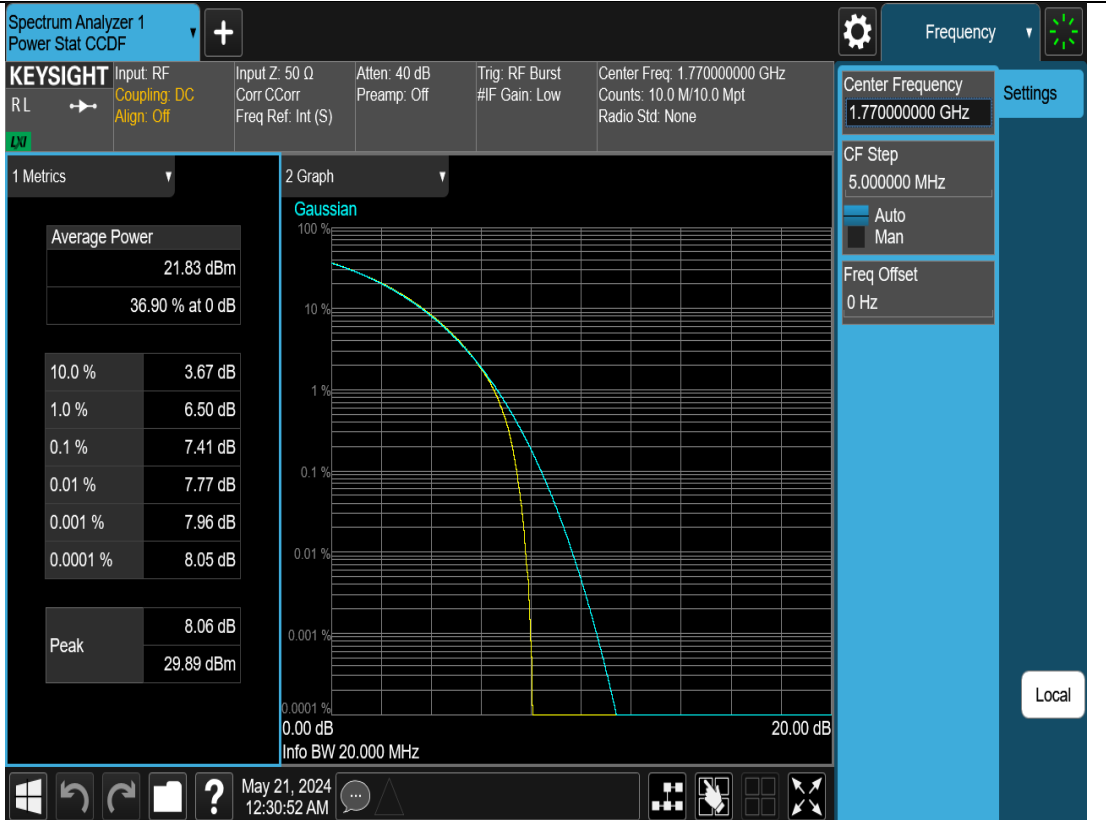 Spectrum Analyzer 1
Power Stat CCDF
+
Frequency
KEYSIGHT
RL
LXI
Input: RF
Coupling: DC
Align: Off
Input Z: 50 Ω
Corr CCorr
Freq Ref: Int (S)
Atten: 40 dB
Preamp: Off
Trig: RF Burst
#IF Gain: Low
Center Freq: 1.770000000 GHz
Counts: 10.0 M/10.0 Mpt
Radio Std: None
Center Frequency
1.770000000 GHz
Settings
CF Step
5.000000 MHz
Auto
Man
Freq Offset
0 Hz
Local
1 Metrics
Average Power
21.83 dBm
36.90 % at 0 dB
10.0 % 3.67 dB
1.0 % 6.50 dB
0.1 % 7.41 dB
0.01 % 7.77 dB
0.001 % 7.96 dB
0.0001 % 8.05 dB
Peak
8.06 dB
29.89 dBm
2 Graph
Gaussian
100 %
10 %
1 %
0.1 %
0.01 %
0.001 %
0.0001 %
0.00 dB 20.00 dB
Info BW 20.000 MHz
?
May 21, 2024
12:30:52 AM